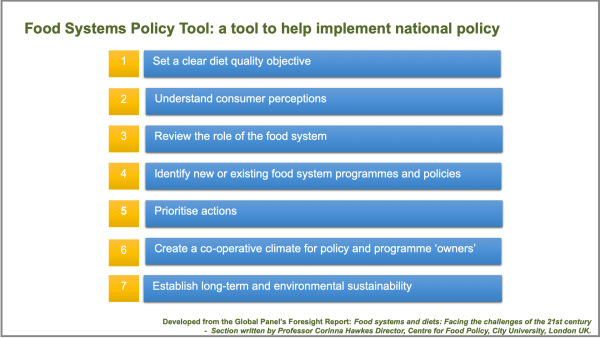 Food Systems Policy Tool: a tool to help implement national policy
1 Set a clear diet quality objective
2 Understand consumer perceptions
3 Review the role of the food system
4 Identify new or existing food system programmes and policies
5 Prioritise actions
6 Create a co-operative climate for policy and programme ‘owners’
7 Establish long-term and environmental sustainability
Developed from the Global Panel's Foresight Report: Food systems and diets: Facing the challenges of the 21st century
- Section written by Professor Corinna Hawkes Director, Centre for Food Policy, City University, London UK.